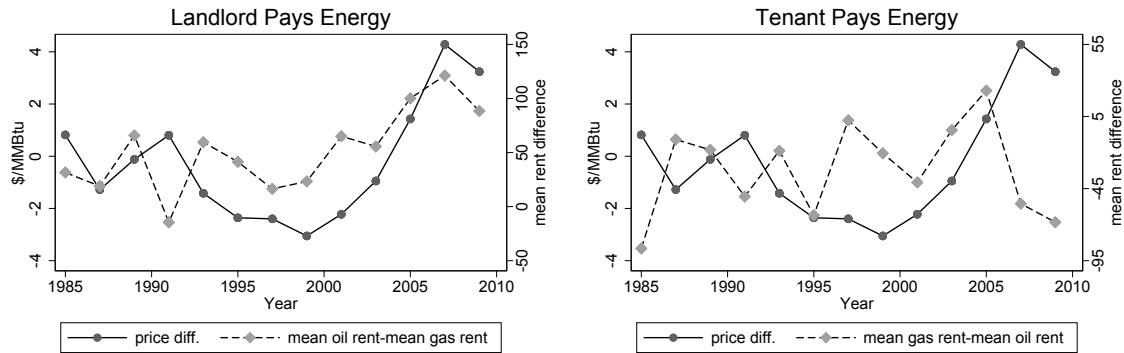 Landlord Pays Energy
4
2
0
-2
-4
$/MMBtu
150
100
50
0
-50
mean rent difference
1985
1990
1995
2000
2005
2010
Year
price diff.
mean oil rent-mean gas rent
Tenant Pays Energy
4
2
0
-2
-4
$/MMBtu
55
5
-45
-95
mean rent difference
1985
1990
1995
2000
2005
2010
Year
price diff.
mean gas rent-mean oil rent